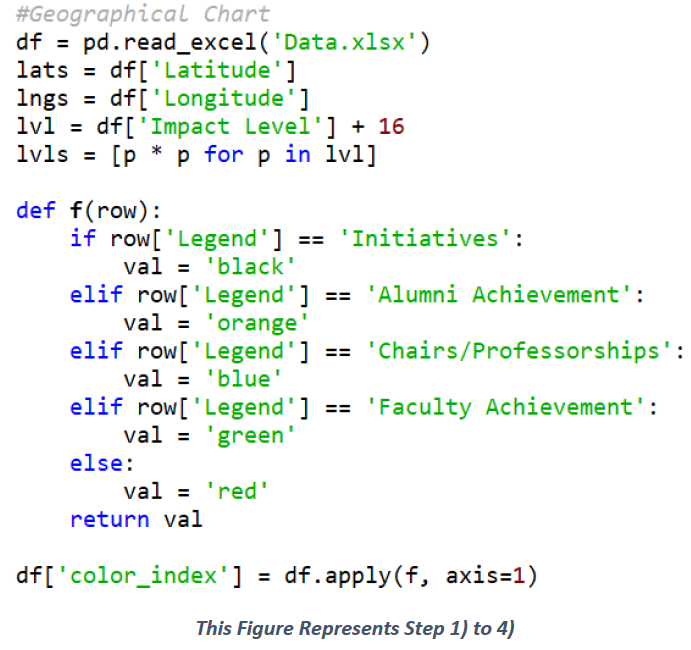 #Geographical Chart
df = pd.read_excel('Data.xlsx')
lats = df['Latitude']
lngs = df['Longitude']
lvl = df['Impact Level'] + 16
lvls = [p * p for p in lvl]

def f(row):
    if row['Legend'] == 'Initiatives':
        val = 'black'
    elif row['Legend'] == 'Alumni Achievement':
        val = 'orange'
    elif row['Legend'] == 'Chairs/Professorships':
        val = 'blue'
    elif row['Legend'] == 'Faculty Achievement':
        val = 'green'
    else:
        val = 'red'
    return val

df['color_index'] = df.apply(f, axis=1)
This Figure Represents Step 1) to 4)